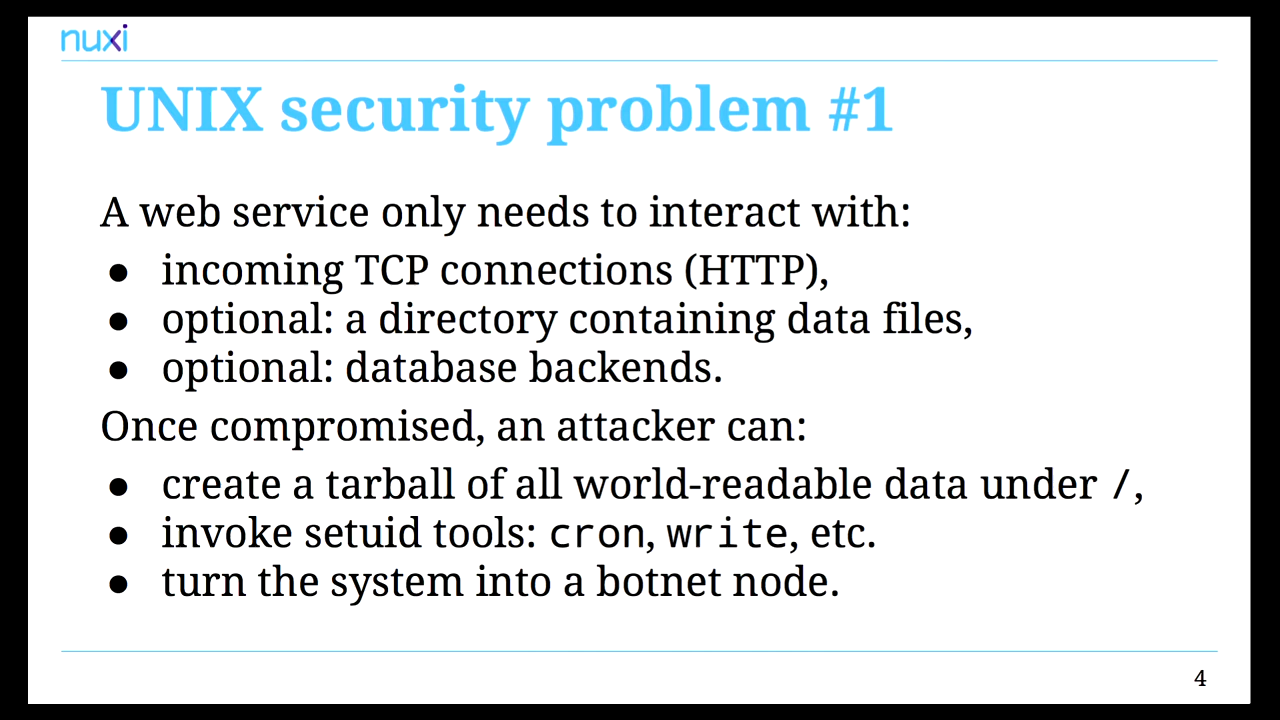 nuxi
UNIX security problem #1
A web service only needs to interact with:
● incoming TCP connections (HTTP),
● optional: a directory containing data files,
● optional: database backends.
Once compromised, an attacker can:
● create a tarball of all world-readable data under /,
● invoke setuid tools: cron, write, etc.
● turn the system into a botnet node.
4